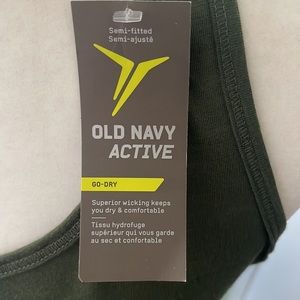 Semi-fitted
Semi-ajusté
OLD NAVY
ACTIVE
GO-DRY
Superior wicking keeps
you dry & comfortable
Tissu hydrofuge
supérieur qui vous garde
au sec et confortable